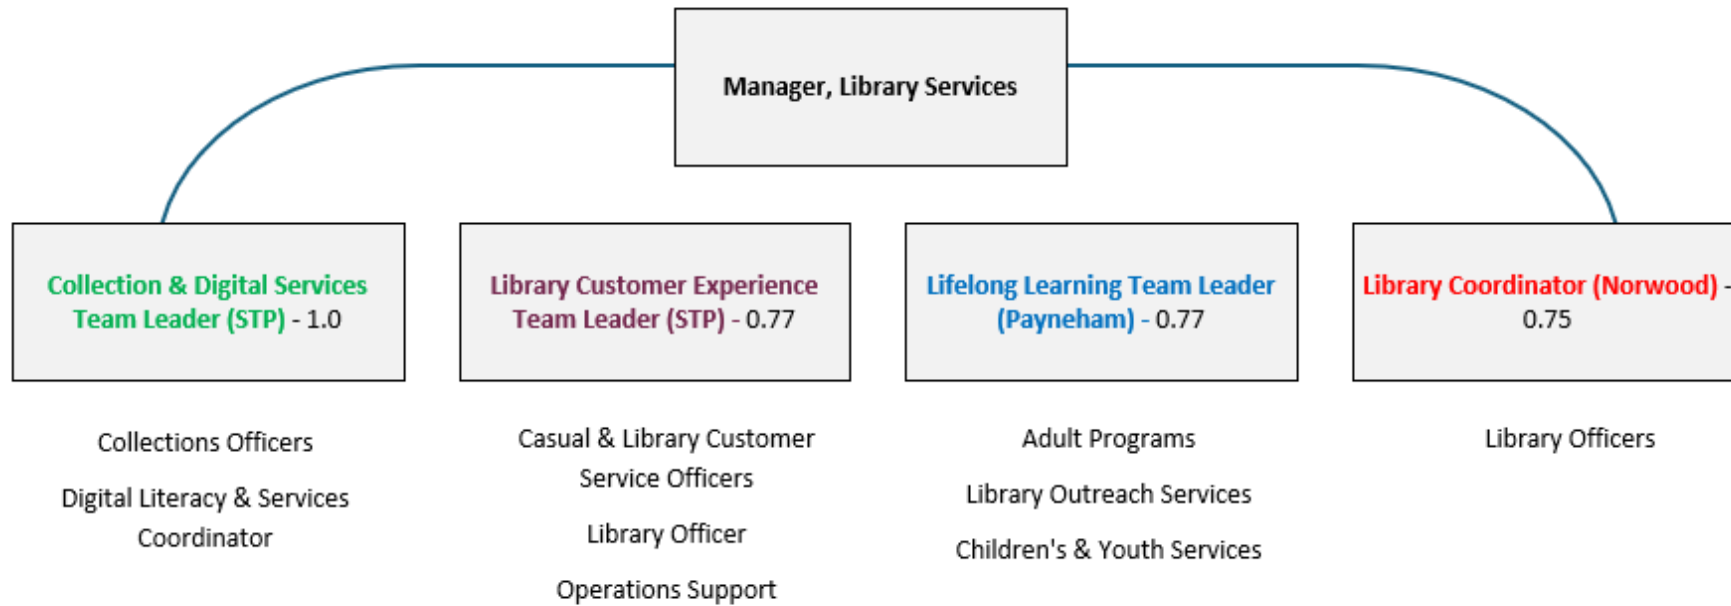 Manager, Library Services
Collection & Digital Services
Team Leader (STP) - 1.0
Library Customer Experience
Team Leader (STP) - 0.77
Lifelong Learning Team Leader
(Payneham) - 0.77
Library Coordinator (Norwood) -
0.75
Collections Officers
Digital Literacy & Services
Coordinator
Casual & Library Customer
Service Officers
Library Officer
Operations Support
Adult Programs
Library Outreach Services
Children's & Youth Services
Library Officers